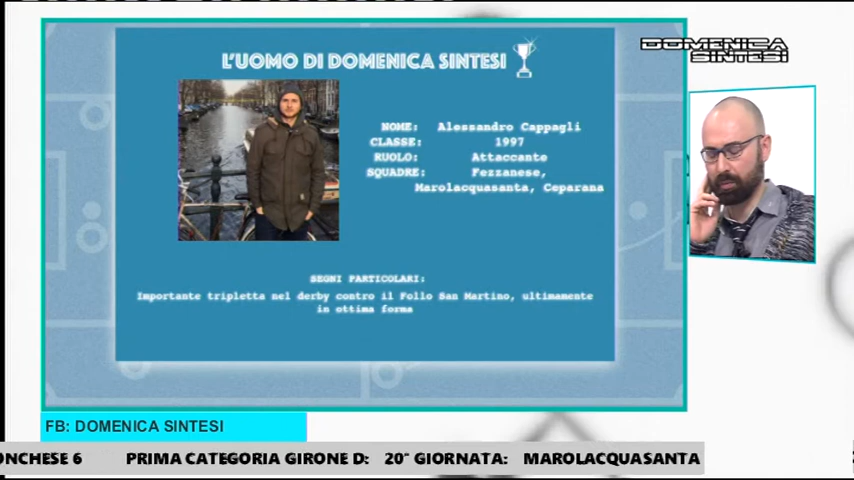 L'UOMO DI DOMENICA SINTESI
DOMENICA
SINTESI
NOME: Alessandro Cappagli
CLASSE: 1997
RUOLO: Attaccante
SQUADRE: Fezzanese,
Marolacquasanta, Ceparana
SEGNI PARTICOLARI:
Importante tripletta nel derby contro il Follo San Martino, ultimamente
in ottima forma
FB: DOMENICA SINTESI
ONCHESE 6 PRIMA CATEGORIA GIRONE D: 20^ GIORNATA: MAROLACQUASANTA